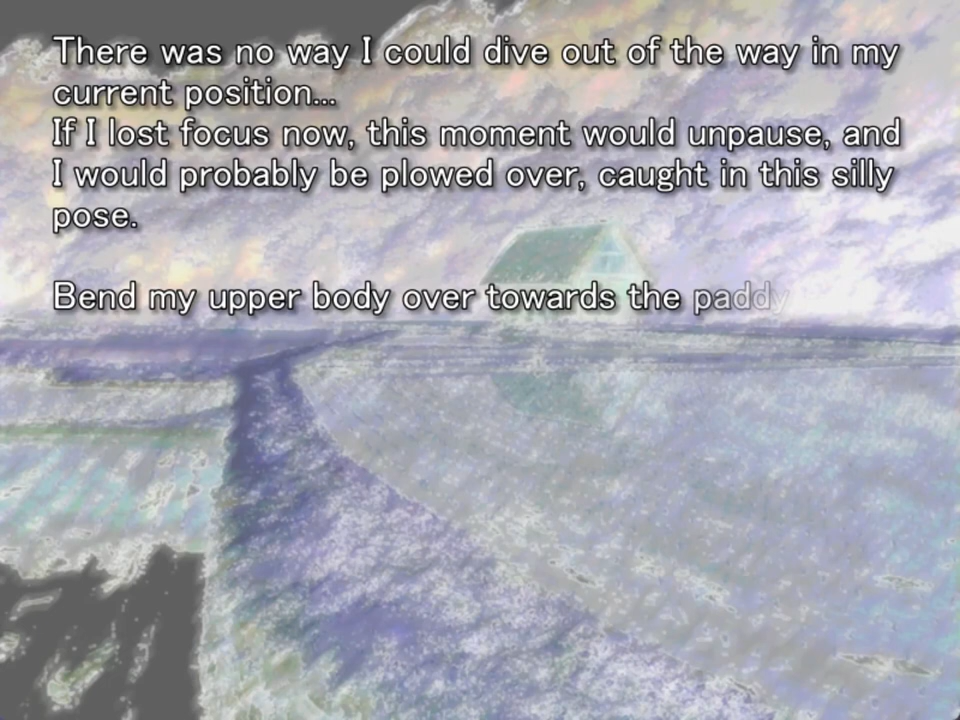 There was no way I could dive out of the way in my
current position...
If I lost focus now, this moment would unpause, and
I would probably be plowed over, caught in this silly
pose.
Bend my upper body over towards the paddy